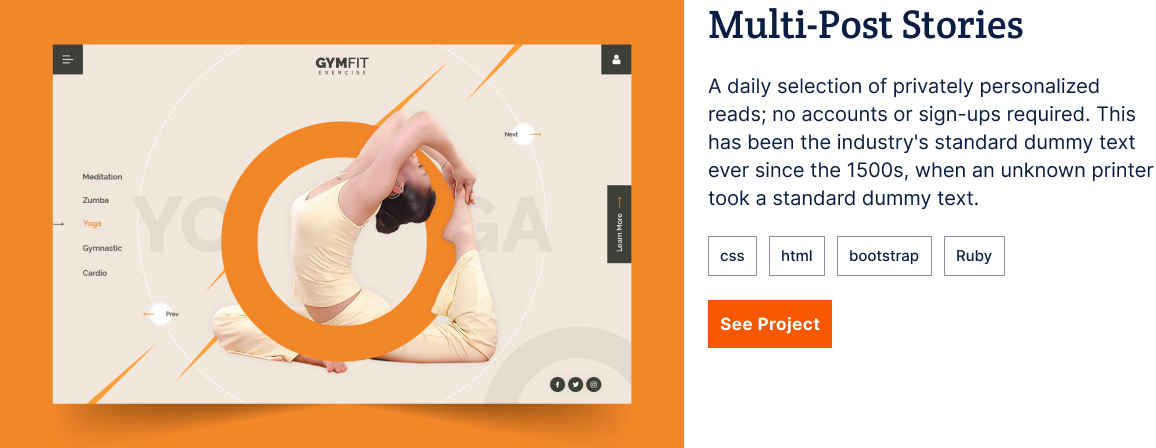 GYMFIT
EXERCISE
Next
Meditation
Zumba
Yoga
Gymnastic
Cardio
YO GA
Learn More
Prev
Multi-Post Stories
A daily selection of privately personalized
reads; no accounts or sign-ups required. This
has been the industry's standard dummy text
ever since the 1500s, when an unknown printer
took a standard dummy text.
css
html
bootstrap
Ruby
See Project